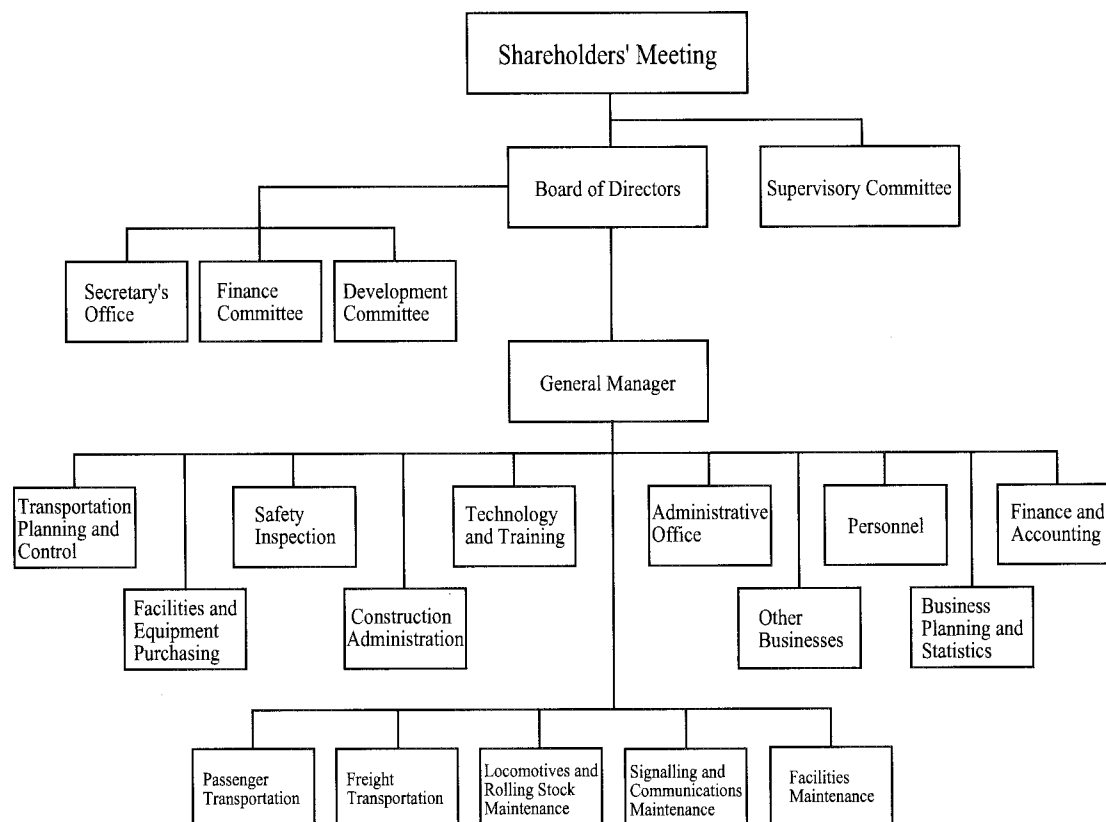 Shareholders' Meeting
Board of Directors
Supervisory Committee
Secretary's
Office
Finance
Committee
Development
Committee
General Manager
Transportation
Planning and
Control
Safety
Inspection
Technology
and Training
Administrative
Office
Personnel
Finance and
Accounting
Facilities and
Equipment
Purchasing
Construction
Administration
Other
Businesses
Business
Planning and
Statistics
Passenger
Transportation
Freight
Transportation
Locomotives and
Rolling Stock
Maintenance
Signalling and
Communications
Maintenance
Facilities
Maintenance